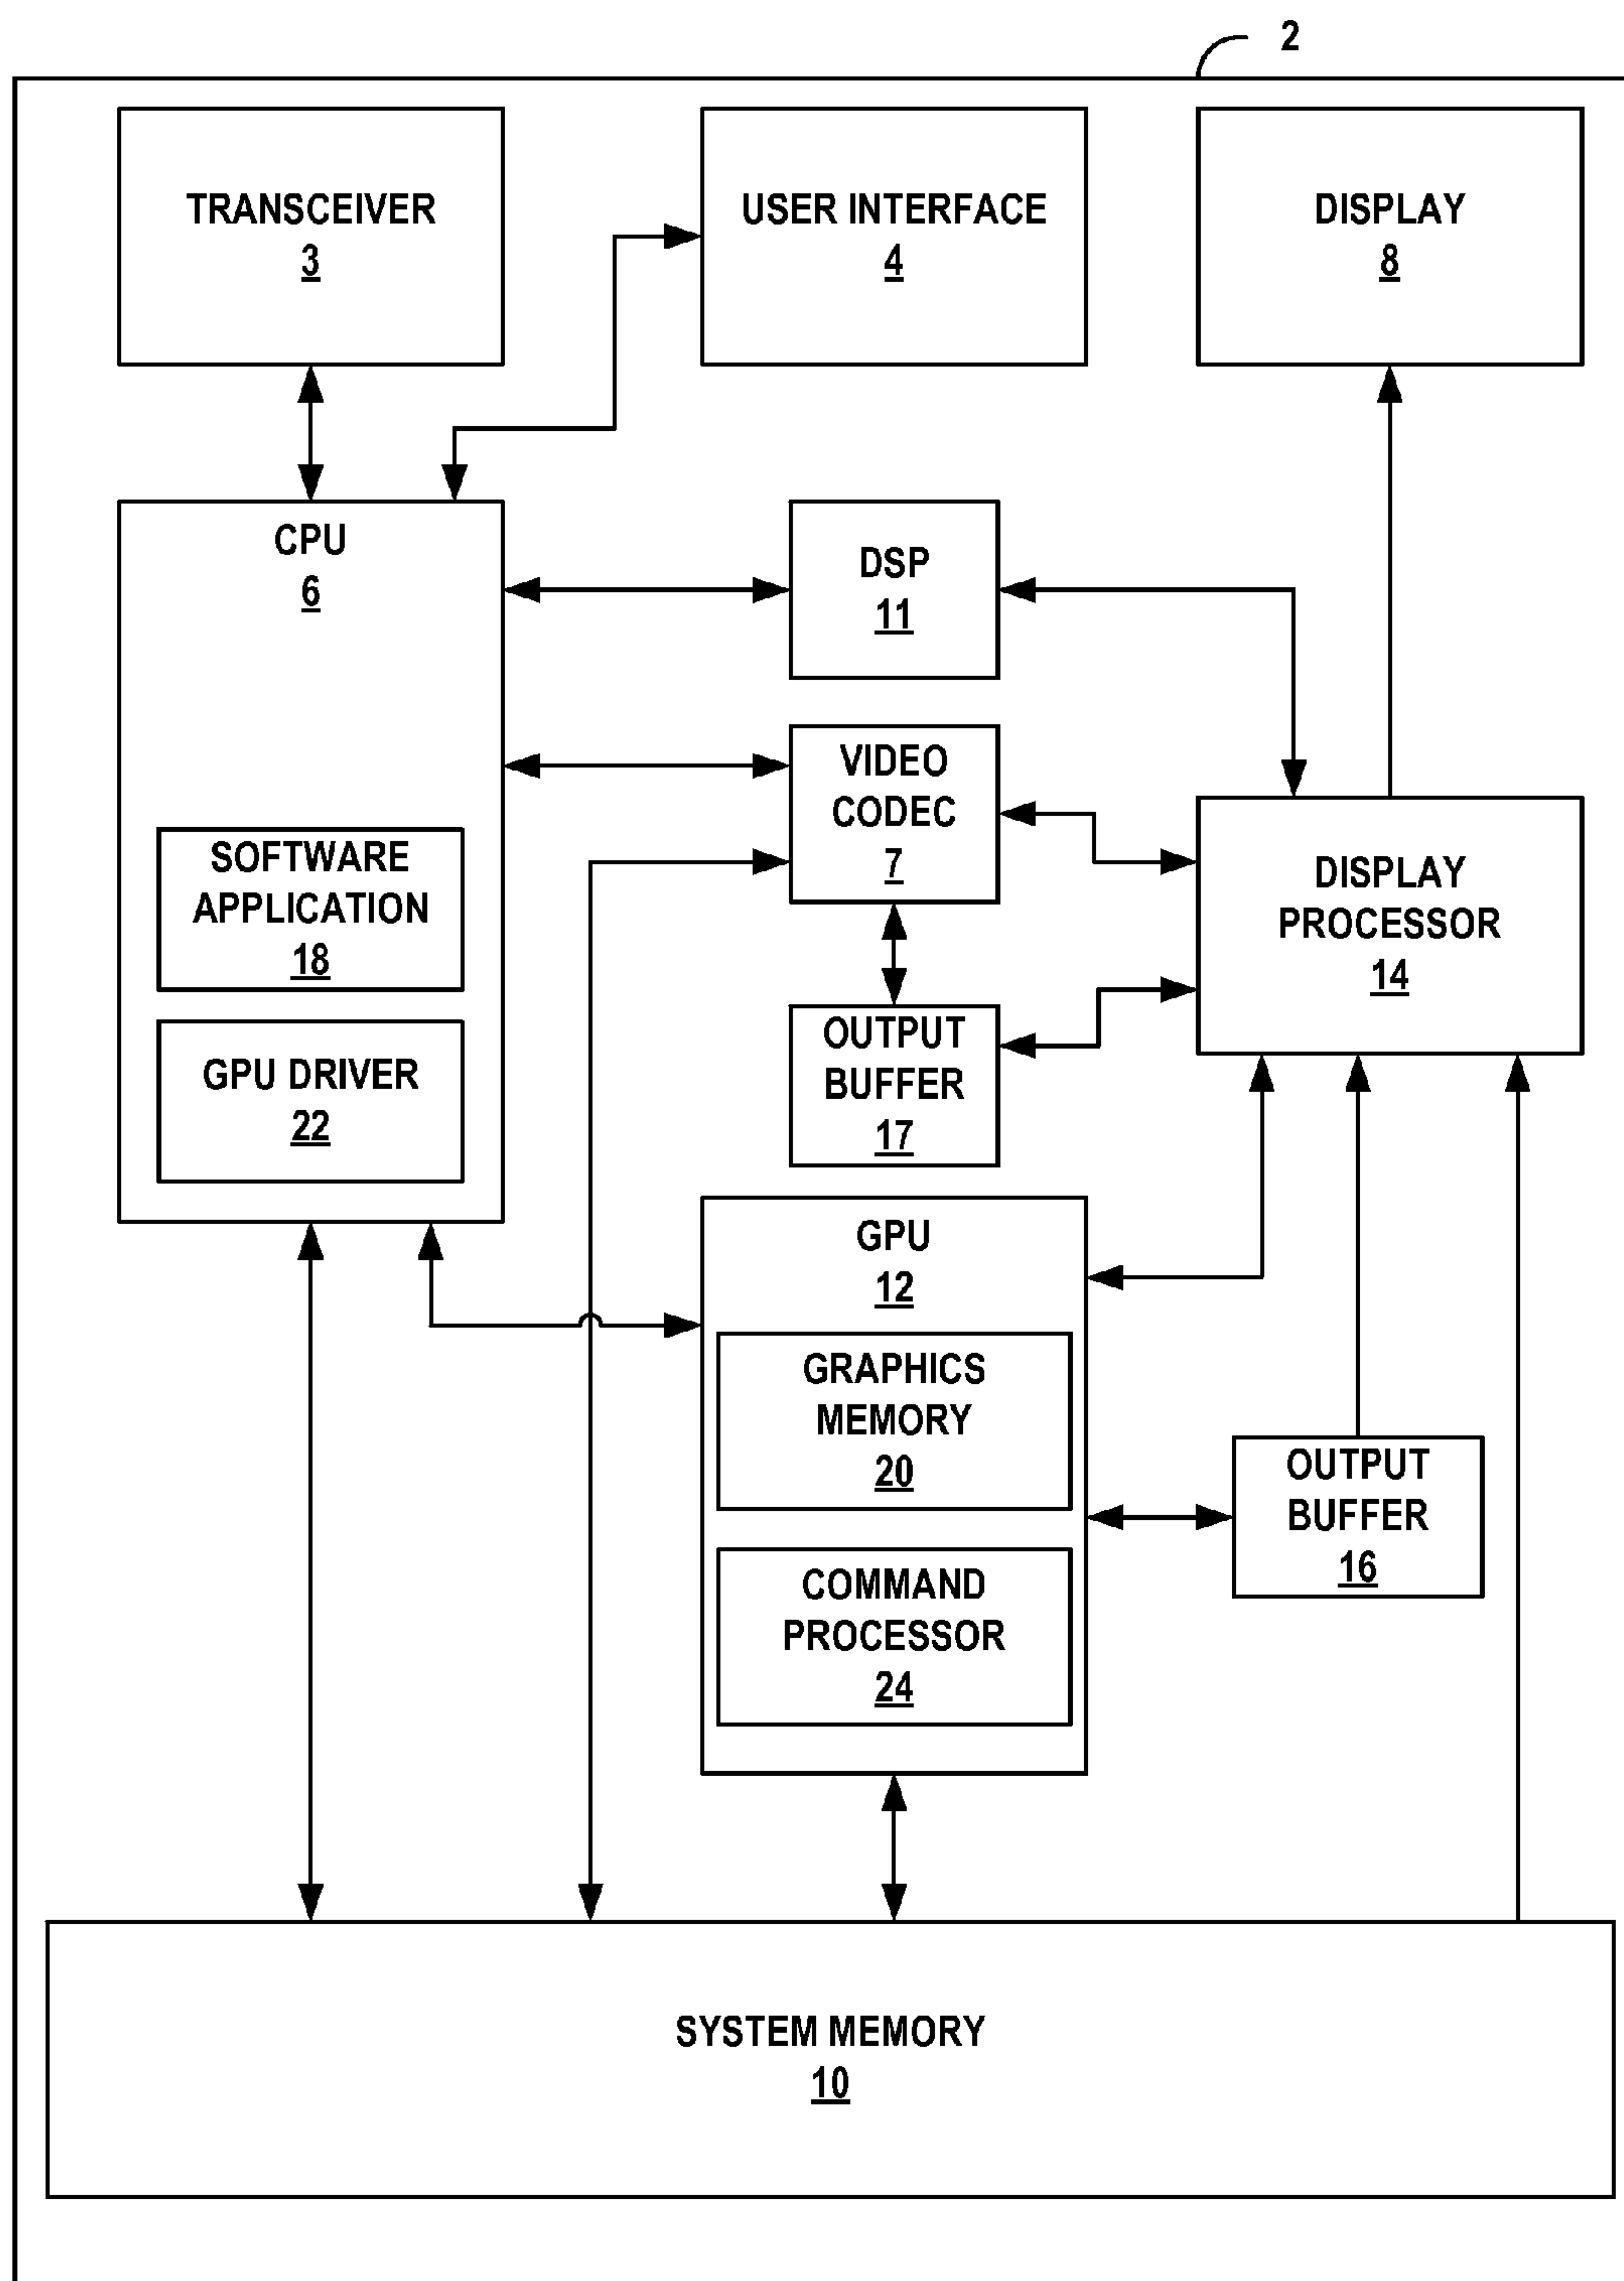 2
TRANSCEIVER
3
USER INTERFACE
4
DISPLAY
8
CPU
6
DSP
11
VIDEO
CODEC
7
SOFTWARE
APPLICATION
18
DISPLAY
PROCESSOR
14
GPU DRIVER
22
OUTPUT
BUFFER
17
GPU
12
GRAPHICS
MEMORY
20
OUTPUT
BUFFER
16
COMMAND
PROCESSOR
24
SYSTEM MEMORY
10